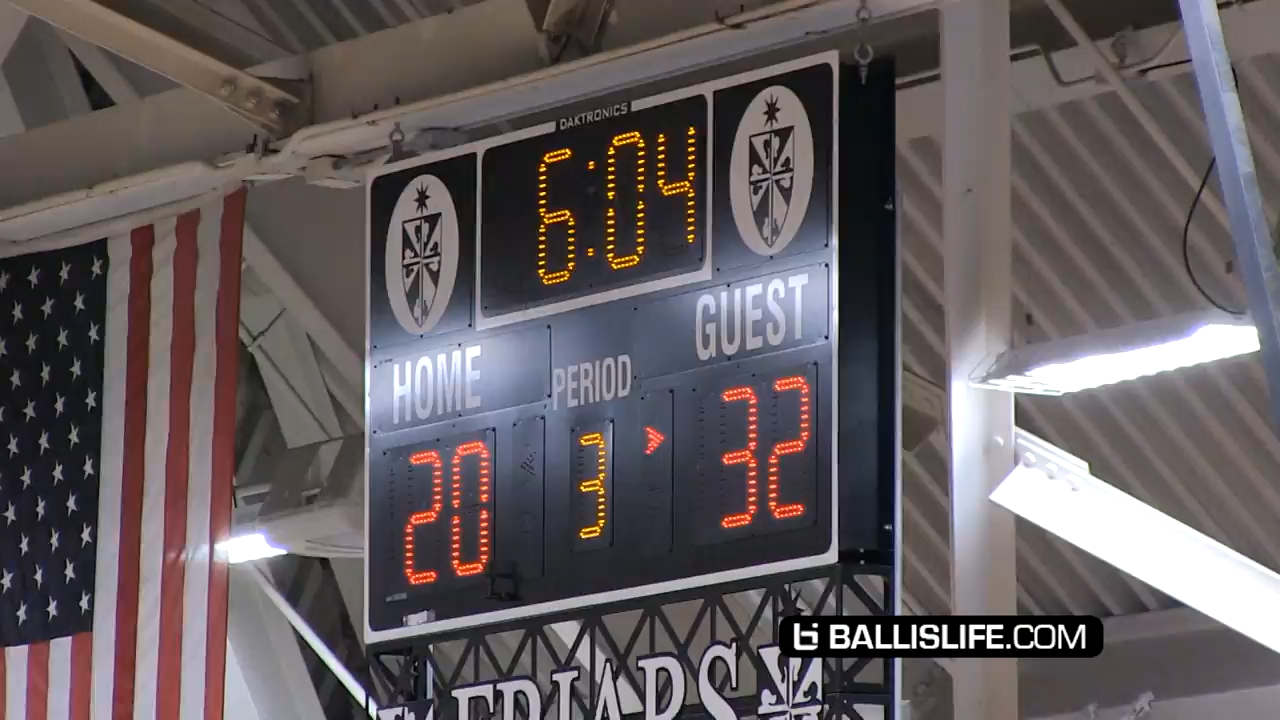 DAKTRONICS
6:04
HOME
PERIOD
GUEST
20
3
32
FRIARS
BALLISLIFE.COM